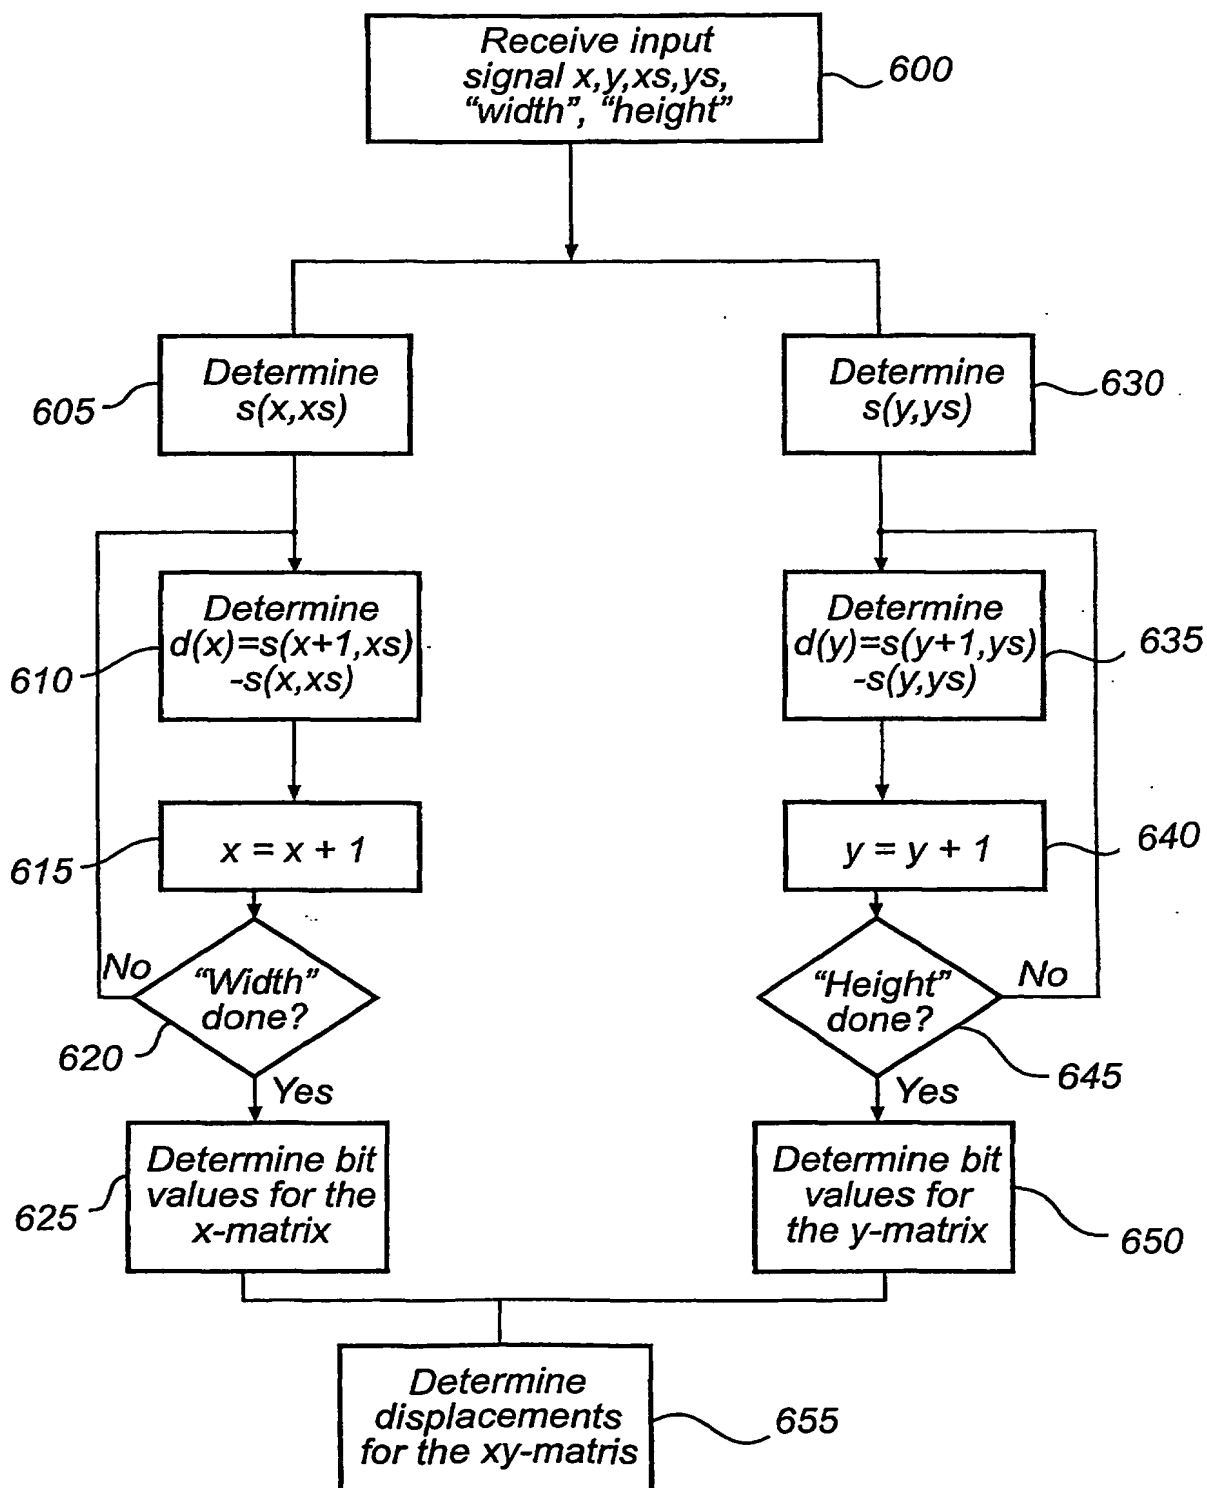 Receive input
signal x,y,xs,ys,
“width”, “height”
600
Determine
s(x,xs)
605
Determine
s(y,ys)
630
Determine
d(x)=s(x+1,xs)
-s(x,xs)
610
Determine
d(y)=s(y+1,ys)
-s(y,ys)
635
x = x + 1
615
y = y + 1
640
No
“Width”
done?
620
Yes
“Height”
done?
No
645
Yes
Determine bit
values for the
x-matrix
625
Determine bit
values for
the y-matrix
650
Determine
displacements
for the xy-matris
655